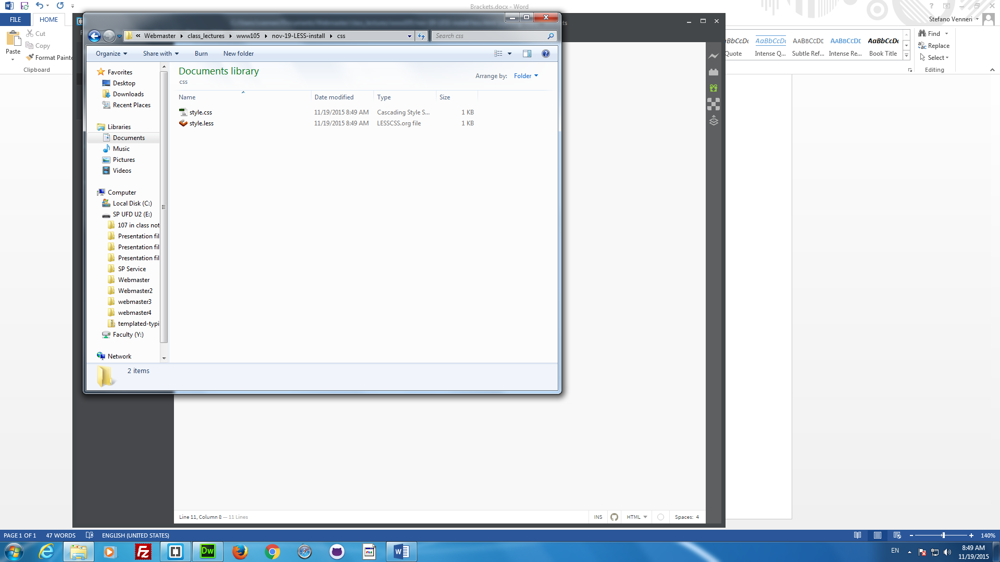 Brackets.docx - Word
FILE
HOME
Stefano Venneri
Paste
Cut
Copy
Format Painte
Clipboard
Quote
Intense Q...
Subtle Ref...
Intense Re...
Book Title
AaBbCcDc
AABBCCDE
AABBCCDE
AaBbCcDc
Find
Replace
Select
Editing
« Webmaster class_lectures www105 nov-19-LESS-install css
Search css
Organize
Share with
Burn
New folder
Favorites
Desktop
Downloads
Recent Places
Libraries
Documents
Music
Pictures
Videos
Computer
Local Disk (C:)
SP UFD U2 (E:)
107 in class not
Presentation fil
Presentation fil
Presentation fil
SP Service
Webmaster
Webmaster2
webmaster3
webmaster4
templated-typi
Faculty (Y:)
Network
Documents library
css
Arrange by: Folder
Name Date modified Type Size
style.css 11/19/2015 8:49 AM Cascading Style S... 1 KB
style.less 11/19/2015 8:49 AM LESSCSS.org file 1 KB
2 items
Line 11, Column 8 — 11 Lines
INS
HTML
Spaces: 4
PAGE 1 OF 1 47 WORDS ENGLISH (UNITED STATES)
140%
Fz
Dw
EN
8:49 AM
11/19/2015